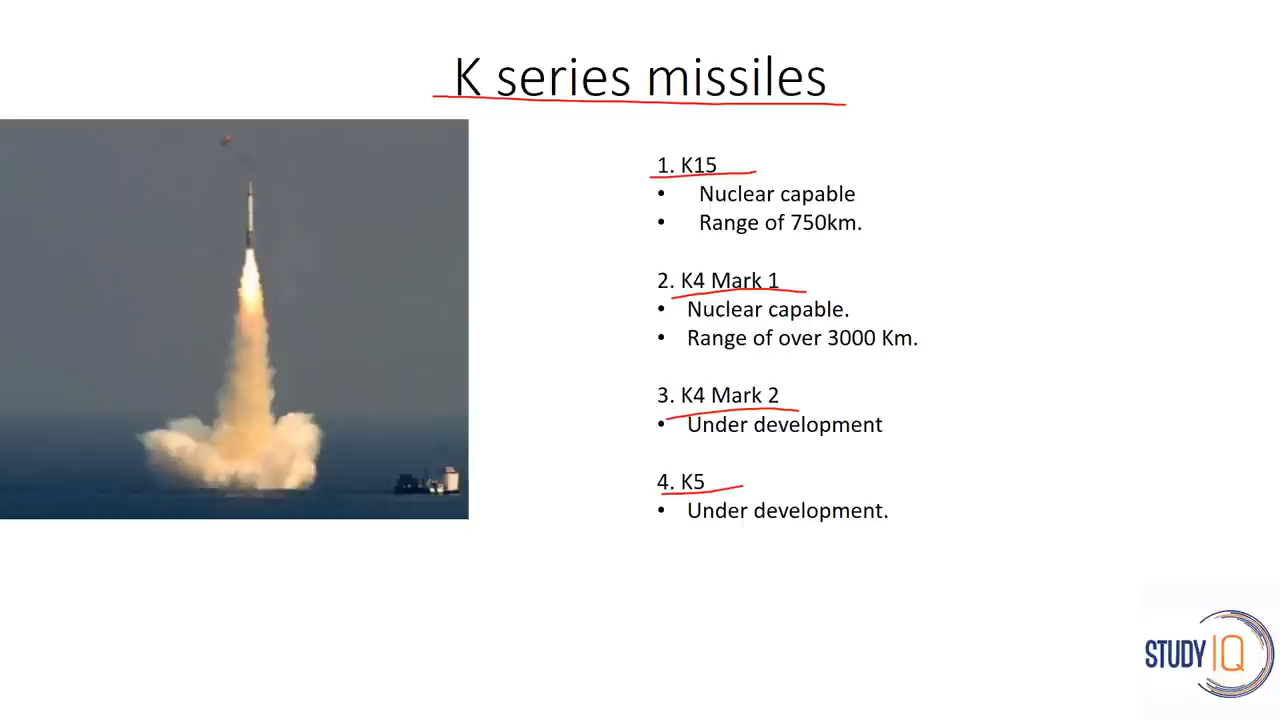 K series missiles
1. K15
• Nuclear capable
• Range of 750km.
2. K4 Mark 1
• Nuclear capable.
• Range of over 3000 Km.
3. K4 Mark 2
• Under development
4. K5
• Under development.
STUDY IQ